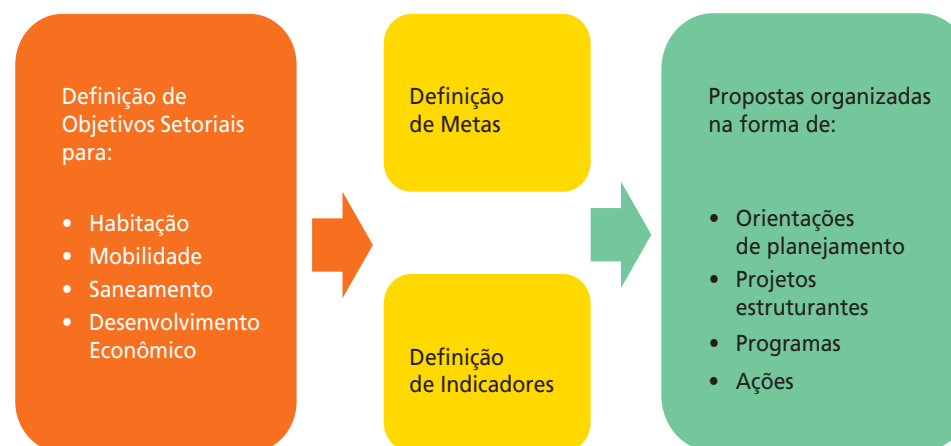 Definição de
Objetivos Setoriais
para:
• Habitação
• Mobilidade
• Saneamento
• Desenvolvimento
Econômico
Definição
de Metas
Definição
de Indicadores
Propostas organizadas
na forma de:
• Orientações
de planejamento
• Projetos
estruturantes
• Programas
• Ações